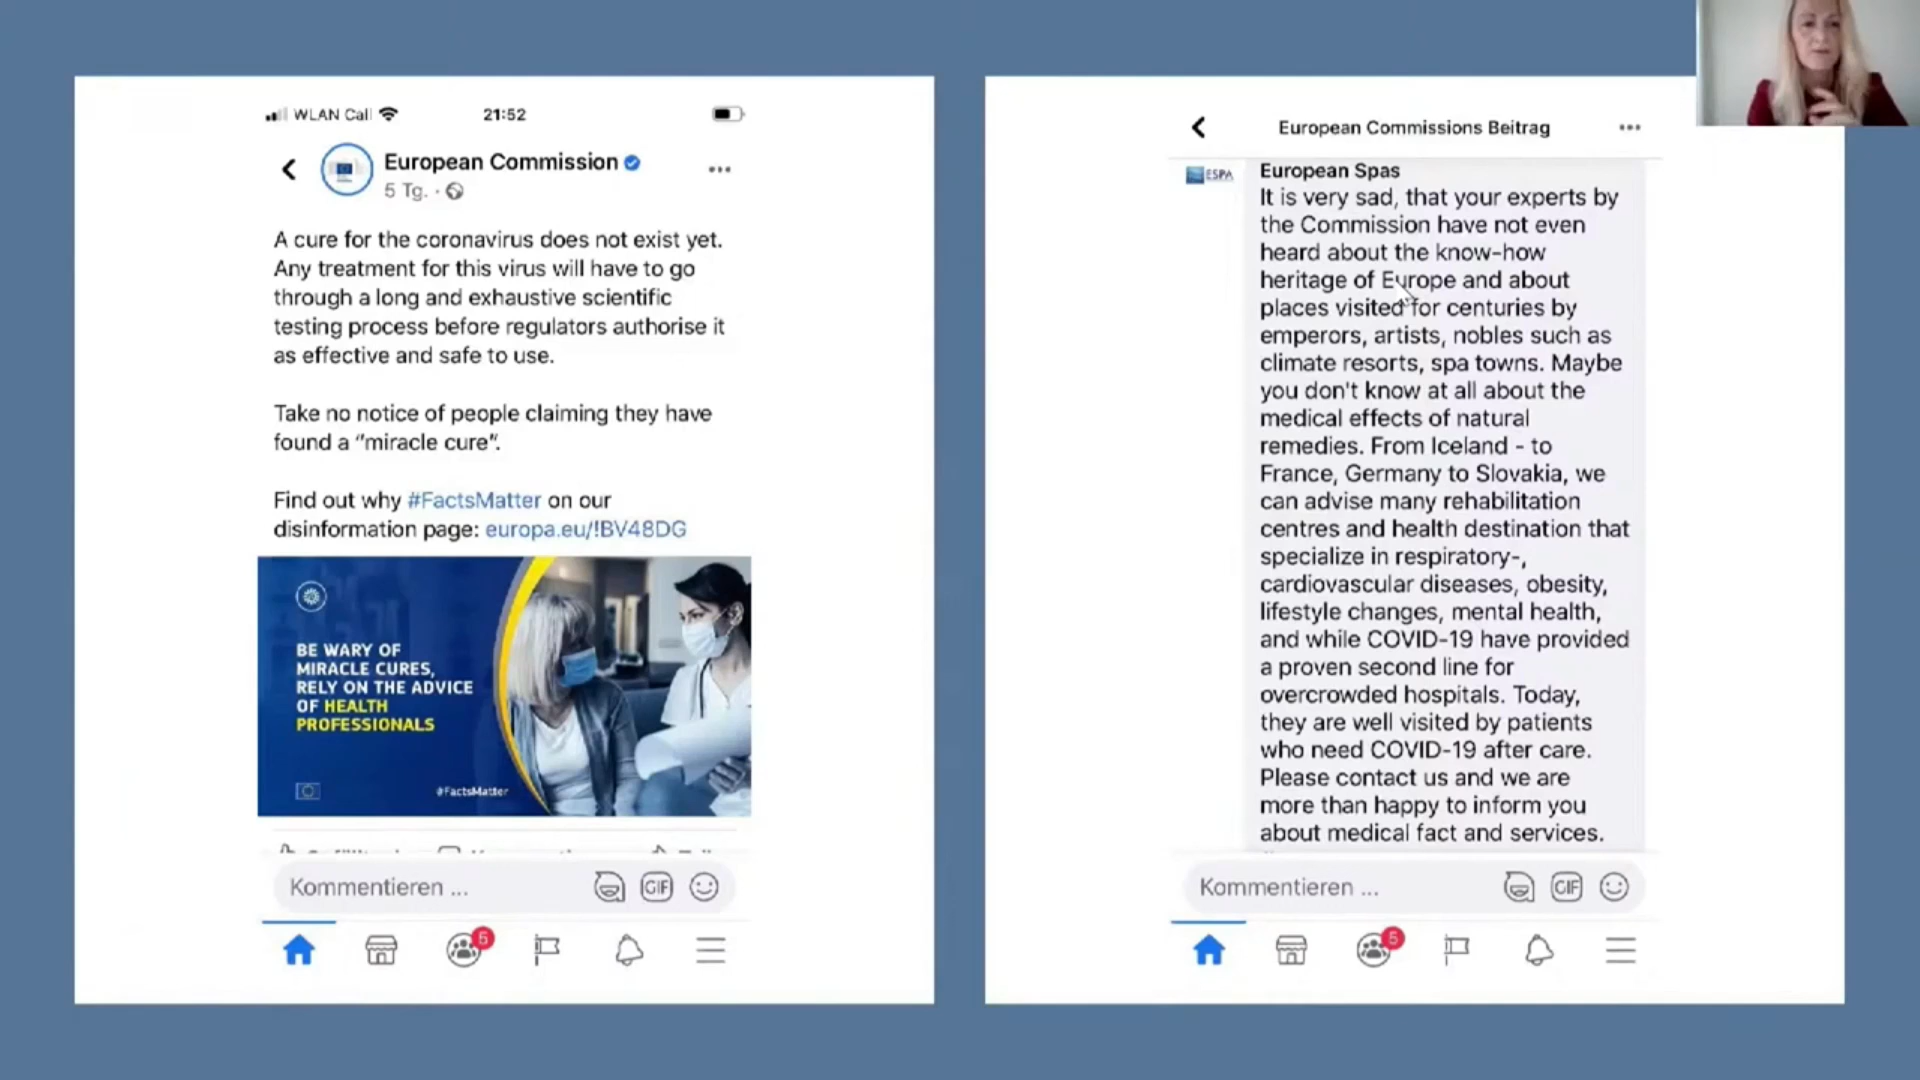 WLAN Call
21:52
European Commission
5 Tg.
A cure for the coronavirus does not exist yet.
Any treatment for this virus will have to go
through a long and exhaustive scientific
testing process before regulators authorise it
as effective and safe to use.
Take no notice of people claiming they have
found a “miracle cure”.
Find out why #FactsMatter on our
disinformation page: europa.eu/!BV48DG
BE WARY OF
MIRACLE CURES,
RELY ON THE ADVICE
OF HEALTH
PROFESSIONALS
#FactsMatter
Kommentieren ...
GIF
5
European Commissions Beitrag
ESPA
European Spas
It is very sad, that your experts by
the Commission have not even
heard about the know-how
heritage of Europe and about
places visited for centuries by
emperors, artists, nobles such as
climate resorts, spa towns. Maybe
you don't know at all about the
medical effects of natural
remedies. From Iceland - to
France, Germany to Slovakia, we
can advise many rehabilitation
centres and health destination that
specialize in respiratory-,
cardiovascular diseases, obesity,
lifestyle changes, mental health,
and while COVID-19 have provided
a proven second line for
overcrowded hospitals. Today,
they are well visited by patients
who need COVID-19 after care.
Please contact us and we are
more than happy to inform you
about medical fact and services.
Kommentieren ...
GIF
5